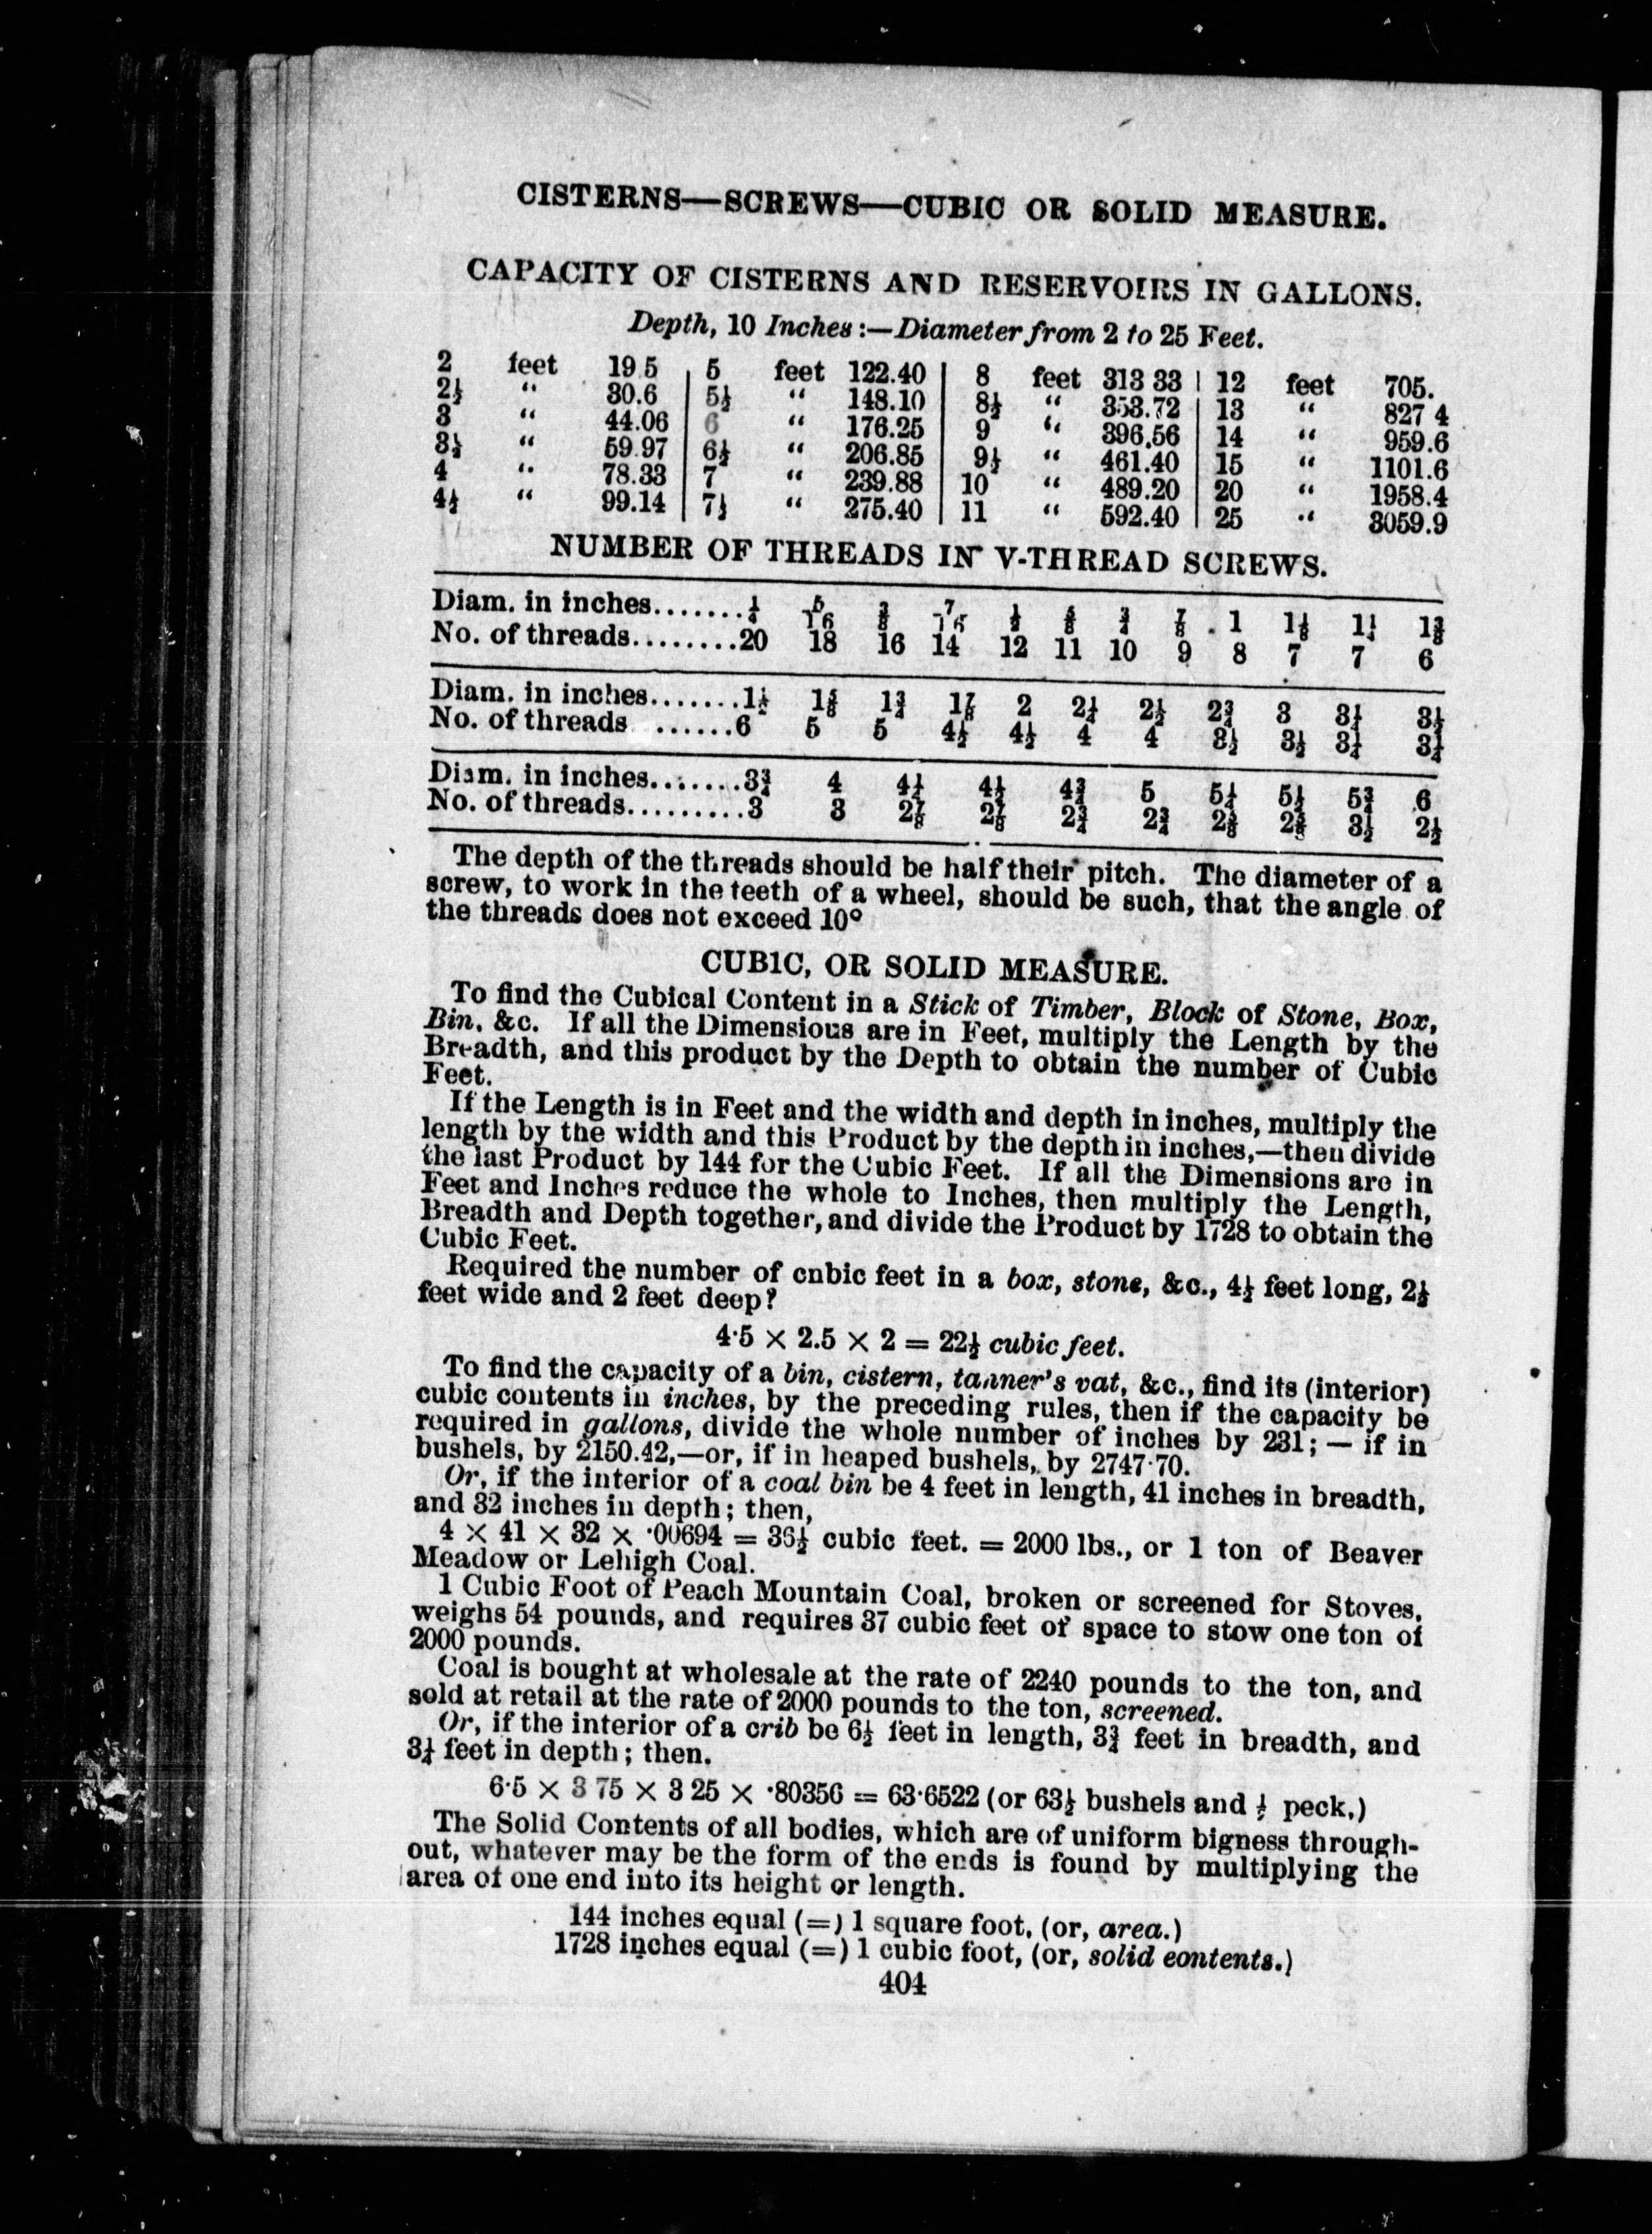 CISTERNS—SCREWS—CUBIC OR SOLID MEASURE.
CAPACITY OF CISTERNS AND RESERVOIRS IN GALLONS.
Depth, 10 Inches :—Diameter from 2 to 25 Feet.
2 feet 19 5 | 5 feet 122.40 | 8 feet 313 33 | 12 feet 705.
2½ “ 30.6 | 5½ “ 148.10 | 8½ “ 353.72 | 13 “ 827 4
3 “ 44.06 | 6 “ 176.25 | 9 “ 396.56 | 14 “ 959.6
3½ “ 59.97 | 6½ “ 206.85 | 9½ “ 461.40 | 15 “ 1101.6
4 “ 78.33 | 7 “ 239.88 | 10 “ 489.20 | 20 “ 1958.4
4½ “ 99.14 | 7½ “ 275.40 | 11 “ 592.40 | 25 “ 3059.9
NUMBER OF THREADS IN V-THREAD SCREWS.
Diam. in inches.......¼ 5/16 ⅜ 7/16 ½ ⅝ ¾ ⅞ 1 1⅛ 1¼ 1⅜
No. of threads.........20 18 16 14 12 11 10 9 8 7 7 6
Diam. in inches.......1½ 1⅝ 1¾ 1⅞ 2 2¼ 2½ 2¾ 3 3¼ 3½
No. of threads .......6 5 5 4½ 4½ 4 4 3½ 3½ 3¼ 3¼
Diam. in inches.......3¾ 4 4¼ 4½ 4¾ 5 5¼ 5½ 5¾ 6
No. of threads.........3 3 2⅞ 2⅞ 2¾ 2¾ 2⅝ 2⅝ 3½ 2½
The depth of the threads should be half their pitch. The diameter of a
screw, to work in the teeth of a wheel, should be such, that the angle of
the threads does not exceed 10°
CUB1C, OR SOLID MEASURE.
To find the Cubical Content in a Stick of Timber, Block of Stone, Box,
Bin, &c. If all the Dimensious are in Feet, multiply the Length by the
Breadth, and this product by the Depth to obtain the number of Cubic
Feet.
If the Length is in Feet and the width and depth in inches, multiply the
length by the width and this Product by the depth in inches,—then divide
the last Product by 144 for the Cubic Feet. If all the Dimensions are in
Feet and Inches reduce the whole to Inches, then multiply the Length,
Breadth and Depth together, and divide the Product by 1728 to obtain the
Cubic Feet.
Required the number of cnbic feet in a box, stone, &c., 4½ feet long, 2½
feet wide and 2 feet deep?
4·5 × 2.5 × 2 = 22½ cubic feet.
To find the capacity of a bin, cistern, tanner's vat, &c., find its (interior)
cubic contents in inches, by the preceding rules, then if the capacity be
required in gallons, divide the whole number of inches by 231; — if in
bushels, by 2150.42,—or, if in heaped bushels, by 2747·70.
Or, if the interior of a coal bin be 4 feet in length, 41 inches in breadth,
and 32 inches in depth; then,
4 × 41 × 32 × ·00694 = 36½ cubic feet. = 2000 lbs., or 1 ton of Beaver
Meadow or Lehigh Coal.
1 Cubic Foot of Peach Mountain Coal, broken or screened for Stoves,
weighs 54 pounds, and requires 37 cubic feet of space to stow one ton of
2000 pounds.
Coal is bought at wholesale at the rate of 2240 pounds to the ton, and
sold at retail at the rate of 2000 pounds to the ton, screened.
Or, if the interior of a crib be 6½ feet in length, 3¾ feet in breadth, and
3¼ feet in depth; then.
6·5 × 3 75 × 3 25 × ·80356 = 63·6522 (or 63½ bushels and ½ peck.)
The Solid Contents of all bodies, which are of uniform bigness through-
out, whatever may be the form of the ends is found by multiplying the
area of one end into its height or length.
144 inches equal (=) 1 square foot, (or, area.)
1728 inches equal (=) 1 cubic foot, (or, solid eontents.)
404